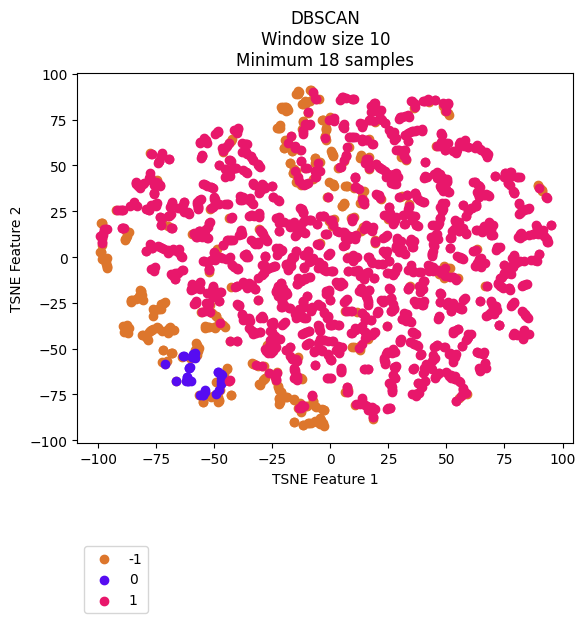 DBSCAN
Window size 10
Minimum 18 samples
100
75
50
25
0
−25
−50
−75
−100
TSNE Feature 2
−100 −75 −50 −25 0 25 50 75 100
TSNE Feature 1
-1
0
1